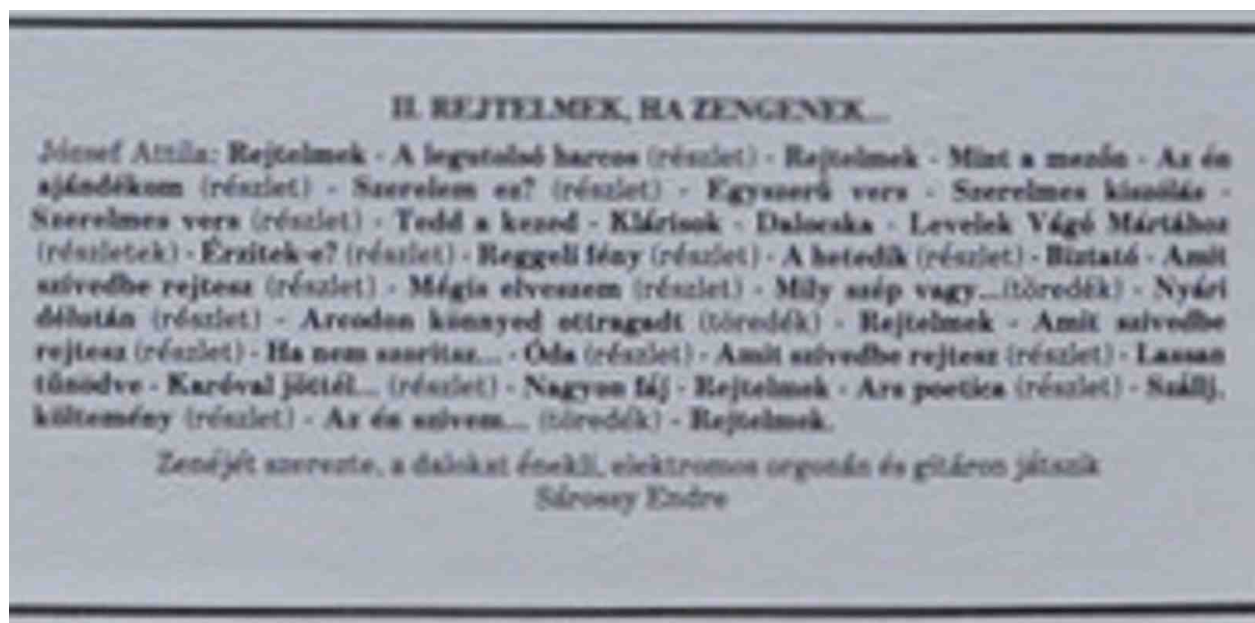 II. REJTELMEK, HA ZENGENEK...
József Attila: Rejtelmek - A legutolsó harcos (részlet) - Rejtelmek - Mint a mezőn - Az én
ajándékom (részlet) - Szerelem ez? (részlet) - Egyszerű vers - Szerelmes kiszólás -
Szerelmes vers (részlet) - Tedd a kezed - Klárisok - Dalocska - Levelek Vágó Mártához
(részletek) - Érzitek-e? (részlet) - Reggeli fény (részlet) - A hetedik (részlet) - Biztató - Amit
szívedbe rejtesz (részlet) - Mégis elveszem (részlet) - Mily szép vagy...(töredék) - Nyári
délután (részlet) - Arcodon könnyed ottragadt (töredék) - Rejtelmek - Amit szívedbe
rejtesz (részlet) - Ha nem szorítsz... - Óda (részlet) - Amit szívedbe rejtesz (részlet) - Lassan
tünődve - Karóval jöttél... (részlet) - Nagyon fáj - Rejtelmek - Ars poetica (részlet) - Szállj,
költemény (részlet) - Az én szívem... (töredék) - Rejtelmek.
Zenéjét szerezte, a dalokat énekli, elektromos orgonán és gitáron játszik
Sárossy Endre